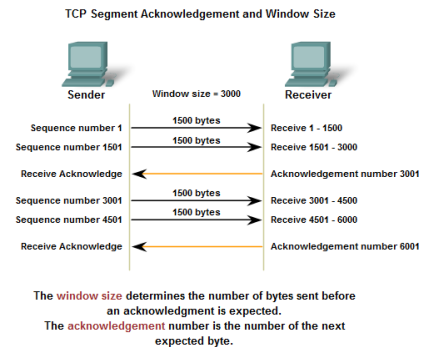 TCP Segment Acknowledgement and Window Size
Sender
Window size = 3000
Receiver
Sequence number 1
1500 bytes
Receive 1 - 1500
Sequence number 1501
1500 bytes
Receive 1501 - 3000
Receive Acknowledge
Acknowledgement number 3001
Sequence number 3001
1500 bytes
Receive 3001 - 4500
Sequence number 4501
1500 bytes
Receive 4501 - 6000
Receive Acknowledge
Acknowledgement number 6001
The window size determines the number of bytes sent before
an acknowledgment is expected.
The acknowledgement number is the number of the next
expected byte.